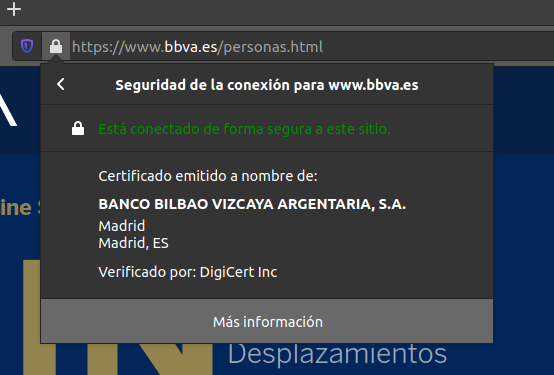 https://www.bbva.es/personas.html
Seguridad de la conexión para www.bbva.es
Está conectado de forma segura a este sitio.
Certificado emitido a nombre de:
BANCO BILBAO VIZCAYA ARGENTARIA, S.A.
Madrid
Madrid, ES
Verificado por: DigiCert Inc
Más información
Desplazamientos